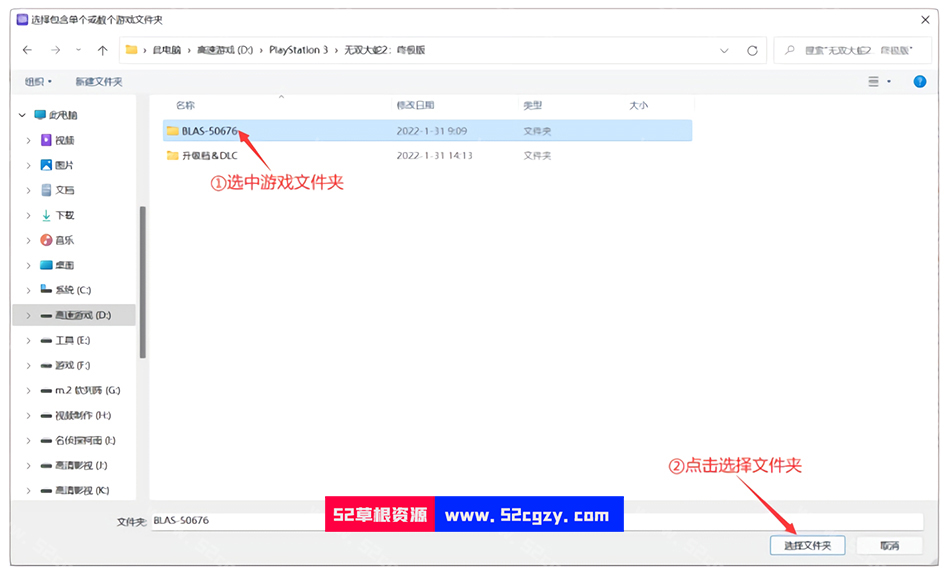 选择包含单个或数个游戏文件夹
此电脑 › 高速游戏 (D:) › PlayStation 3 › 无双大蛇2：终极版
搜索"无双大蛇2：终极版"
组织 新建文件夹
名称 修改日期 类型 大小
BLAS-50676 2022-1-31 9:09 文件夹
升级档&DLC 2022-1-31 14:13 文件夹
①选中游戏文件夹
此电脑
视频
图片
文档
下载
音乐
桌面
系统 (C:)
高速游戏 (D:)
工具 (E:)
游戏 (F:)
m.2 软列阵 (G:)
视频制作 (H:)
名侦探柯南 (I:)
高清影视 (J:)
高清影视 (K:)
②点击选择文件夹
文件夹: BLAS-50676
52草根资源 www.52cgzy.com
选择文件夹 取消